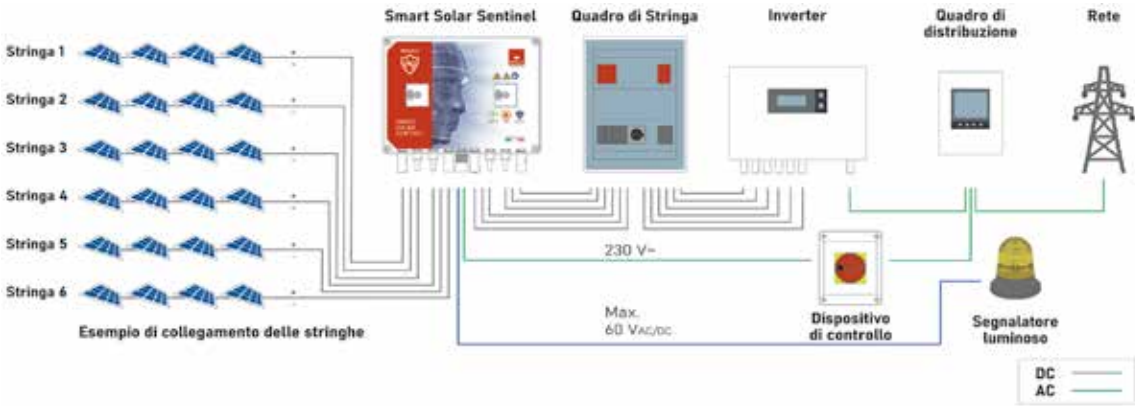 Smart Solar Sentinel
Quadro di Stringa
Inverter
Quadro di
distribuzione
Rete
Stringa 1
Stringa 2
Stringa 3
Stringa 4
Stringa 5
Stringa 6
Esempio di collegamento delle stringhe
230 V~
Max.
60 VAC/DC
Dispositivo
di controllo
Segnalatore
luminoso
DC
AC